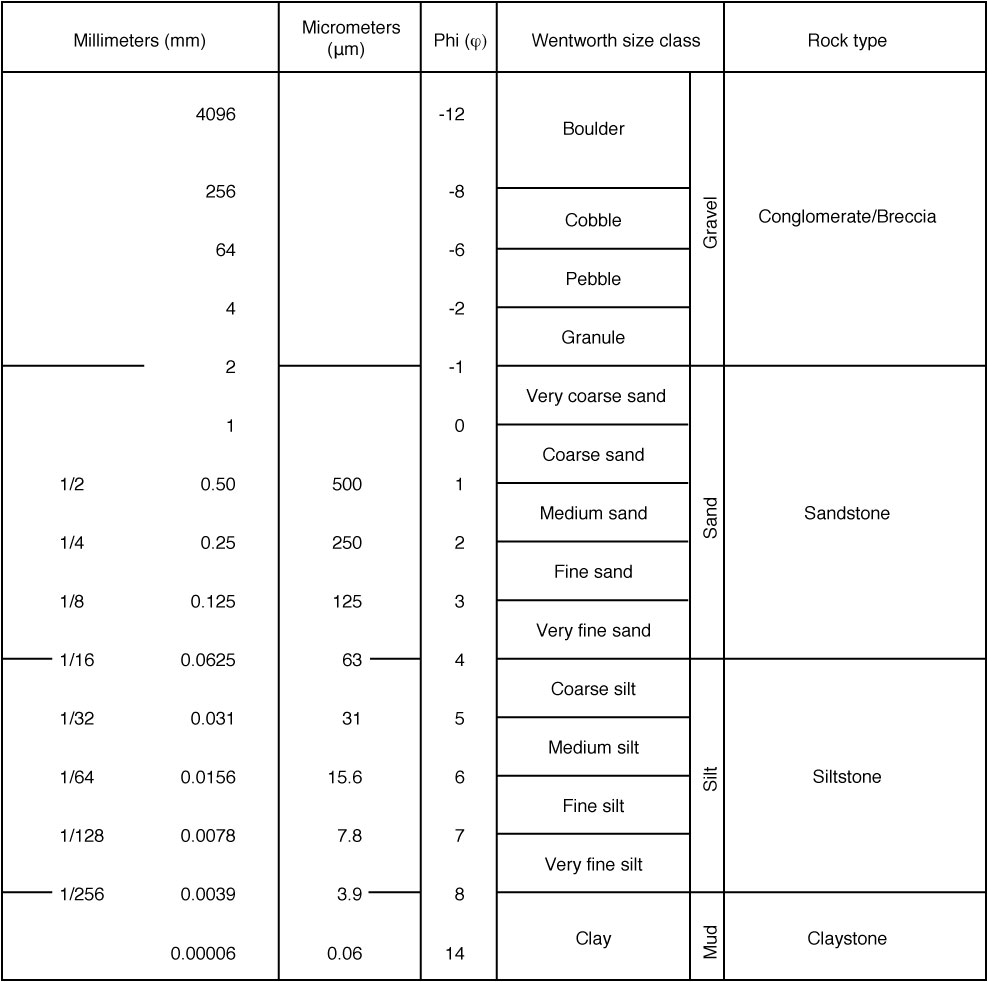 Millimeters (mm) Micrometers (μm) Phi (φ) Wentworth size class Rock type
4096 -12
Boulder
256 -8
Cobble
Gravel
Conglomerate/Breccia
64 -6
Pebble
4 -2
Granule
2 -1
Very coarse sand
1 0
Coarse sand
1/2 0.50 500 1
Medium sand
Sand
Sandstone
1/4 0.25 250 2
Fine sand
1/8 0.125 125 3
Very fine sand
1/16 0.0625 63 4
Coarse silt
1/32 0.031 31 5
Medium silt
1/64 0.0156 15.6 6
Silt
Siltstone
Fine silt
1/128 0.0078 7.8 7
Very fine silt
1/256 0.0039 3.9 8
Clay
Mud
Claystone
0.00006 0.06 14